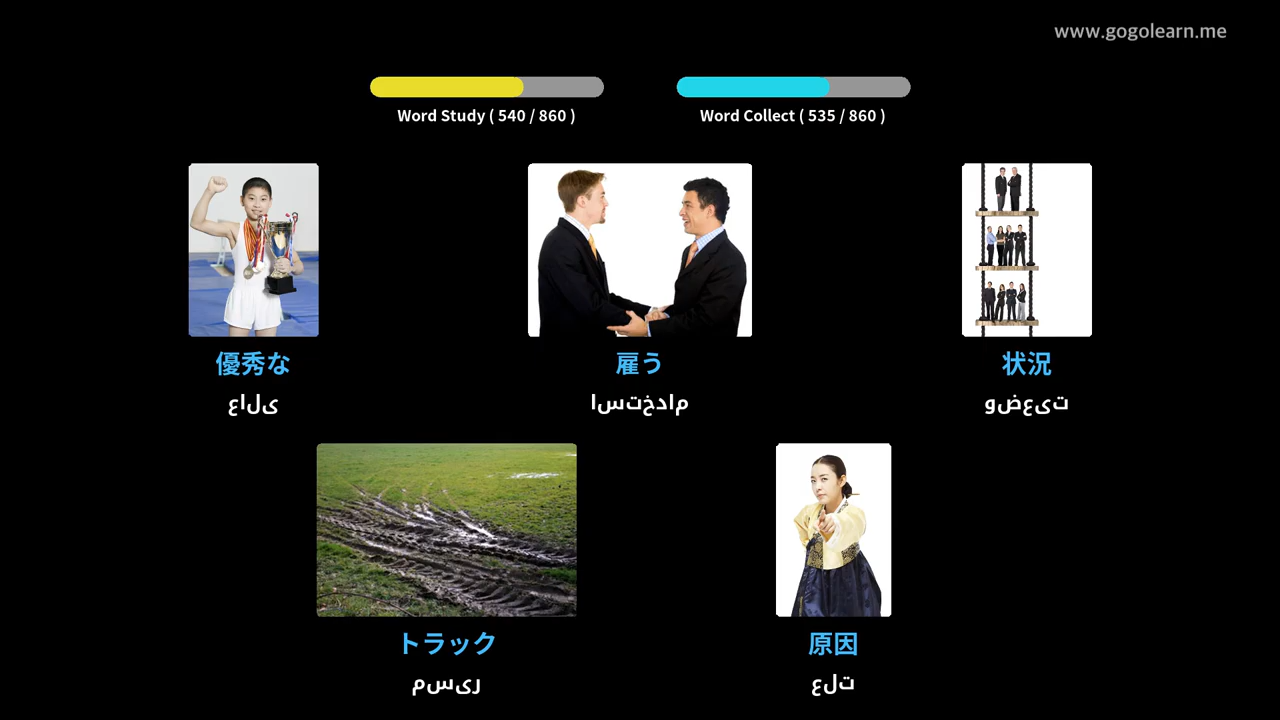 www.gogolearn.me
Word Study ( 540 / 860 )
Word Collect ( 535 / 860 )
優秀な
عالی
雇う
استخدام
状況
وضعیت
トラック
مسیر
原因
علت